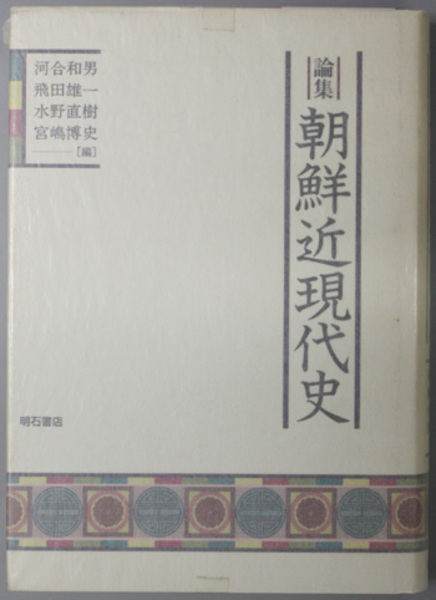 論集
朝鮮近現代史
河合和男
飛田雄一
水野直樹
宮嶋博史
[編]
明石書店